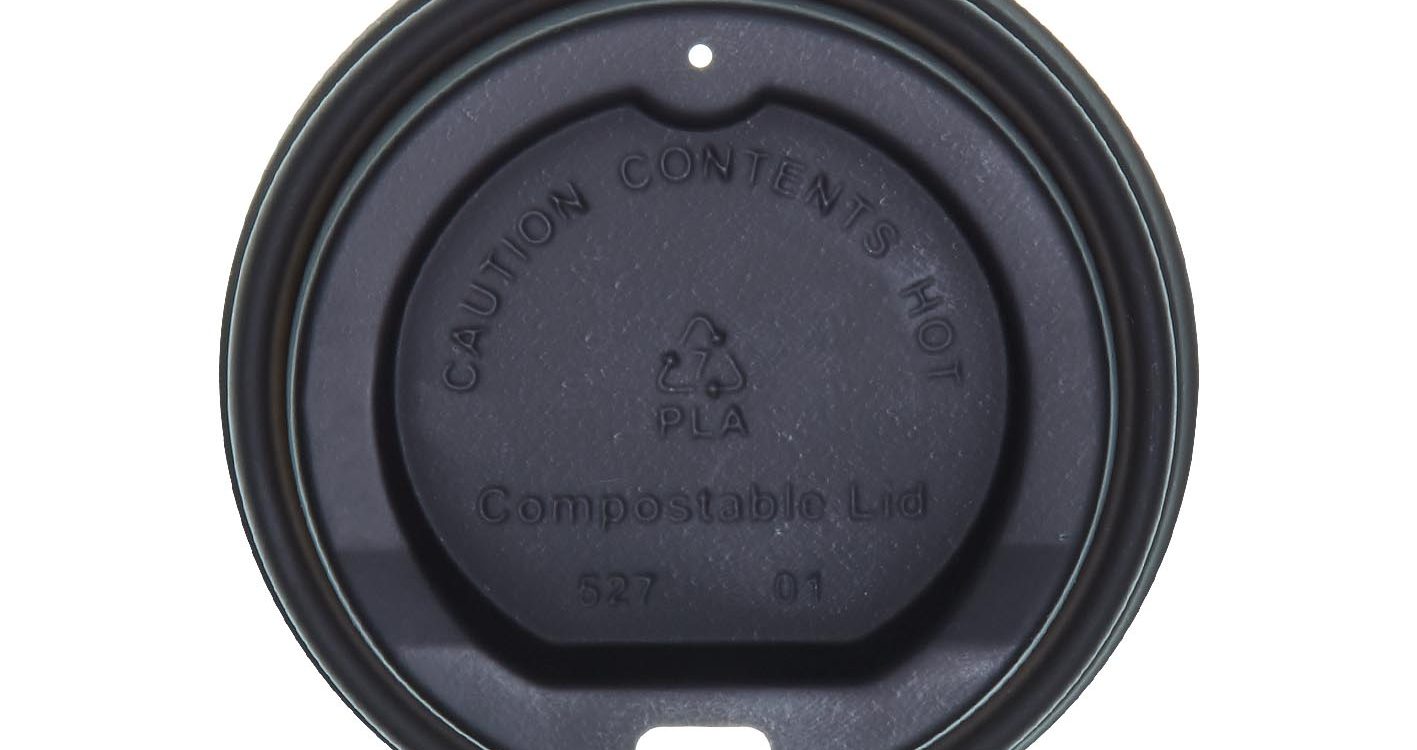 CAUTION CONTENTS HOT
7
PLA
Compostable Lid
527 01